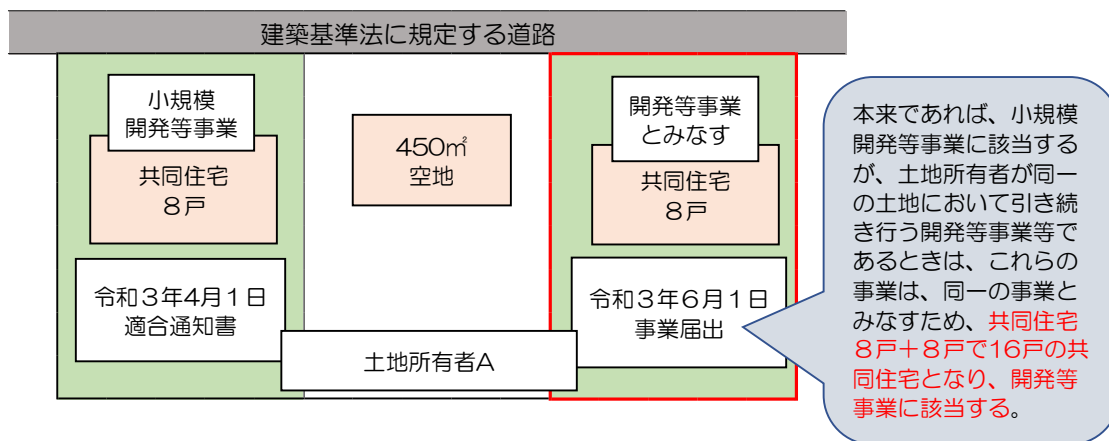 建築基準法に規定する道路
小規模
開発等事業
共同住宅
８戸
令和３年4月１日
適合通知書
450㎡
空地
土地所有者A
開発等事業
とみなす
共同住宅
８戸
令和３年６月１日
事業届出
本来であれば、小規模
開発等事業に該当する
が、土地所有者が同一
の土地において引き続
き行う開発等事業等で
あるときは、これらの
事業は、同一の事業と
みなすため、共同住宅
８戸＋８戸で16戸の共
同住宅となり、開発等
事業に該当する。